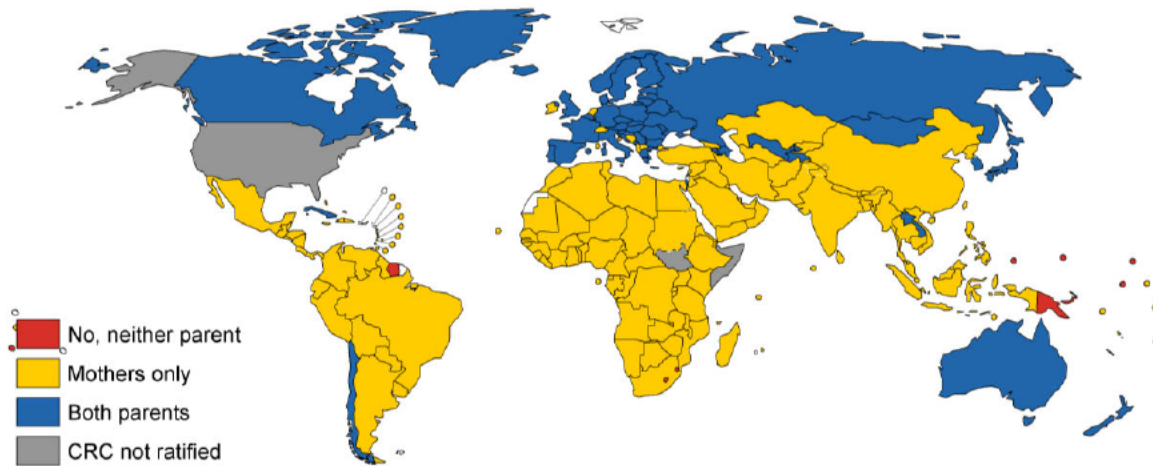 No, neither parent
Mothers only
Both parents
CRC not ratified